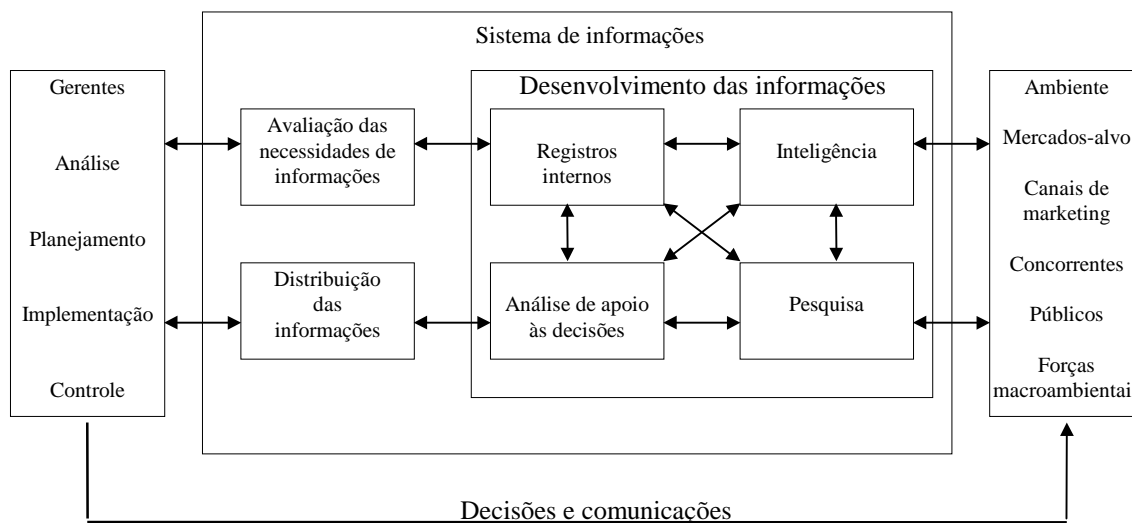 Sistema de informações
Gerentes
Análise
Planejamento
Implementação
Controle
Avaliação das
necessidades de
informações
Distribuição
das
informações
Desenvolvimento das informações
Registros
internos
Inteligência
Análise de apoio
às decisões
Pesquisa
Ambiente
Mercados-alvo
Canais de
marketing
Concorrentes
Públicos
Forças
macroambientai
Decisões e comunicações